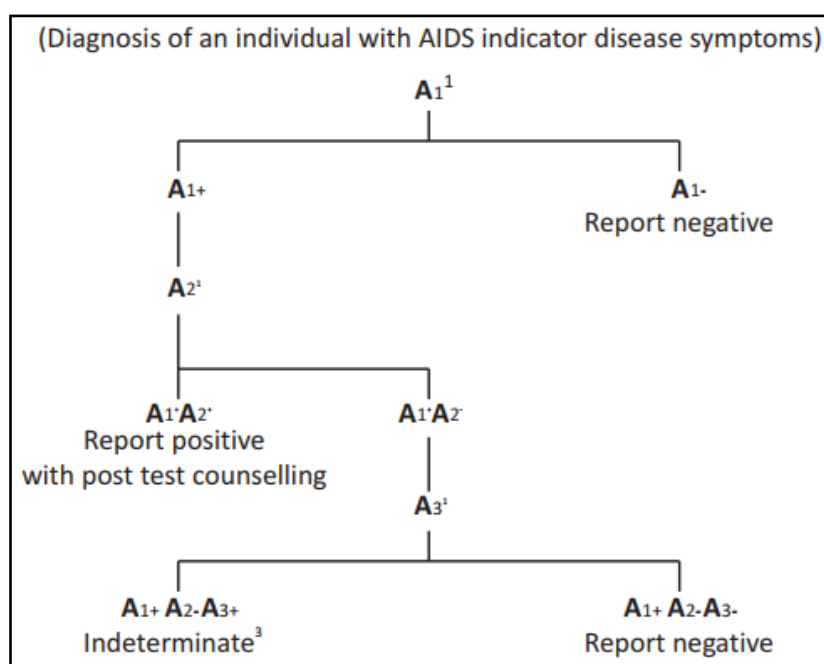 (Diagnosis of an individual with AIDS indicator disease symptoms)
A1¹
A1+ A1-
Report negative
A2¹
A1⁺A2⁺ A1⁺A2⁻
Report positive
with post test counselling
A3¹
A1+ A2-A3+ A1+ A2-A3-
Indeterminate³ Report negative